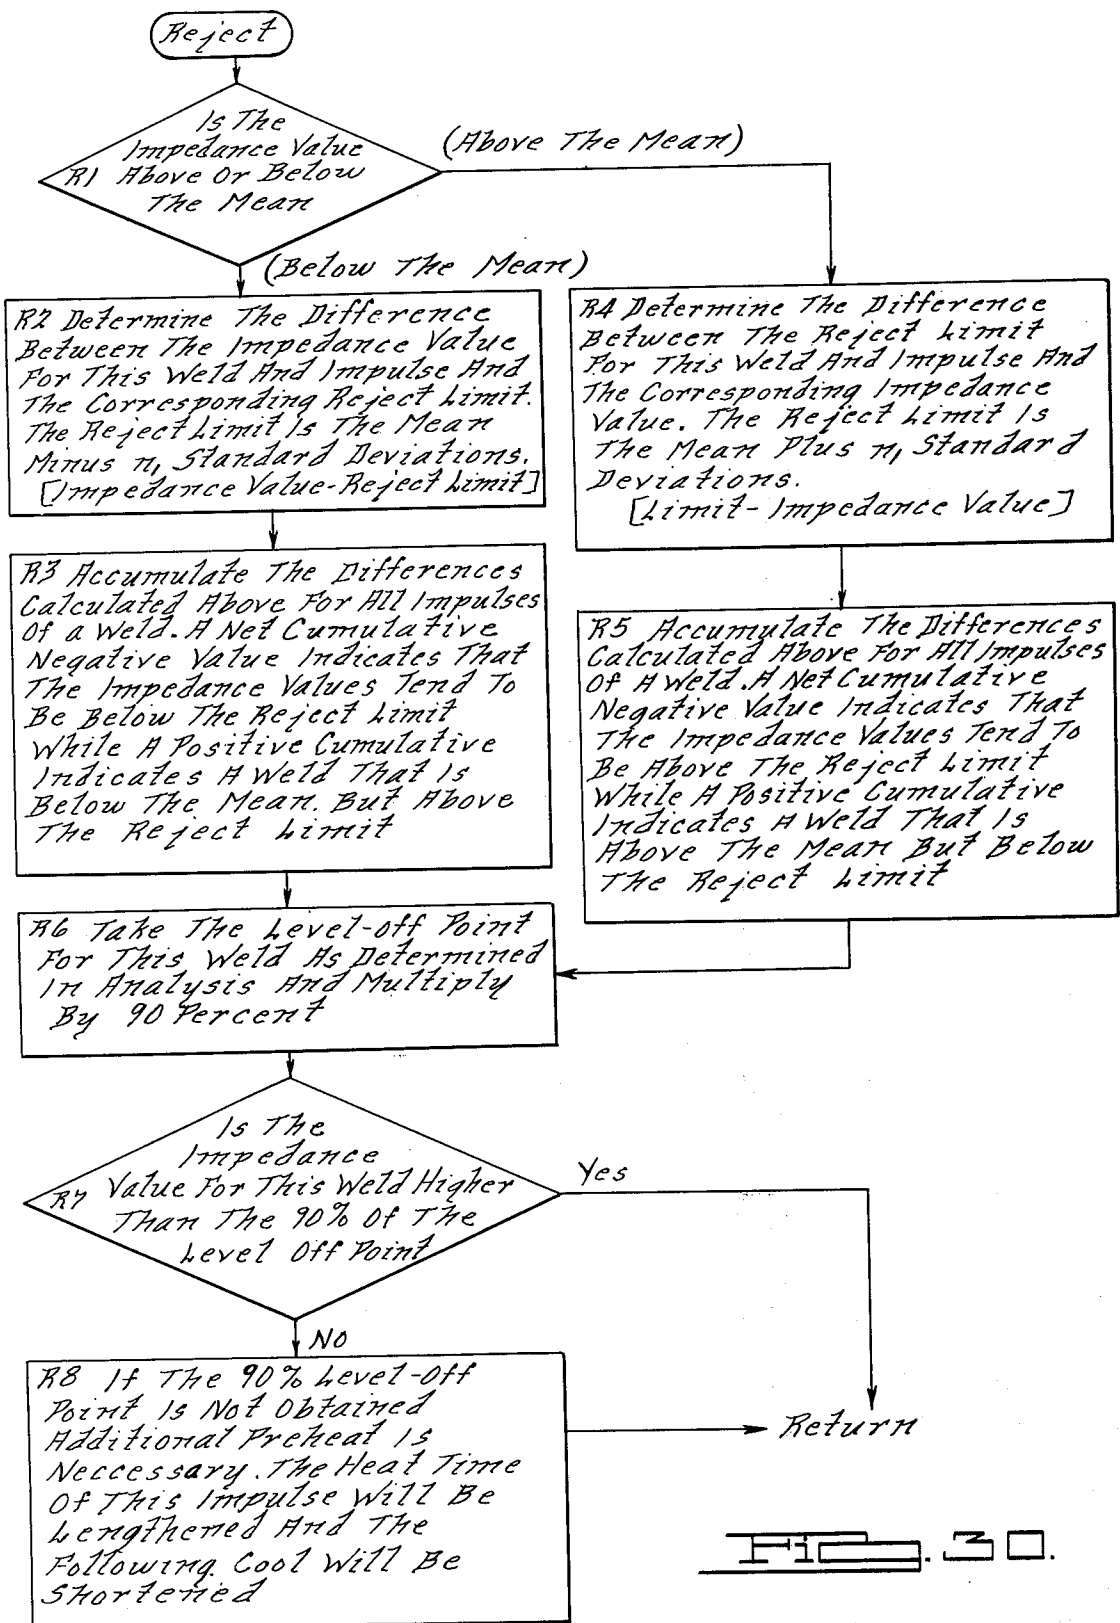 Reject
Is The
Impedance Value
R1 Above Or Below
The Mean
(Above The Mean)
(Below The Mean)
R2 Determine The Difference
Between The Impedance Value
For This Weld And Impulse And
The Corresponding Reject Limit.
The Reject Limit Is The Mean
Minus n, Standard Deviations.
[Impedance Value-Reject Limit]
R4 Determine The Difference
Between The Reject Limit
For This Weld And Impulse And
The Corresponding Impedance
Value. The Reject Limit Is
The Mean Plus n, Standard
Deviations.
[Limit-Impedance Value]
R3 Accumulate The Differences
Calculated Above For All Impulses
Of a Weld. A Net Cumulative
Negative Value Indicates That
The Impedance Values Tend To
Be Below The Reject Limit
While A Positive Cumulative
Indicates A Weld That Is
Below The Mean. But Above
The Reject Limit
R5 Accumulate The Differences
Calculated Above For All Impulses
Of A Weld. A Net Cumulative
Negative Value Indicates That
The Impedance Values Tend To
Be Above The Reject Limit
While A Positive Cumulative
Indicates A Weld That Is
Above The Mean But Below
The Reject Limit
R6 Take The Level-off Point
For This Weld As Determined
In Analysis And Multiply
By 90 Percent
Is The
Impedance
R7 Value For This Weld Higher
Than The 90% Of The
Level Off Point
Yes
No
R8 If The 90% Level-Off
Point Is Not Obtained
Additional Preheat Is
Neccessary. The Heat Time
Of This Impulse Will Be
Lengthened And The
Following Cool Will Be
Shortened
Return
Fig. 30.